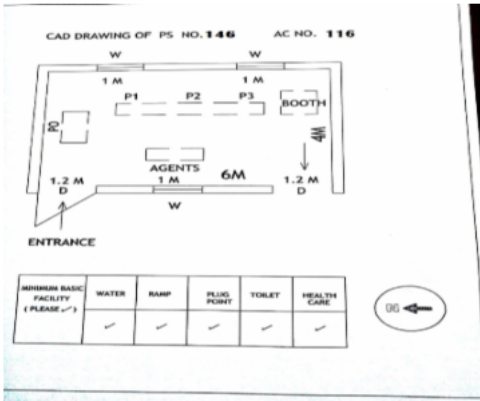 CAD DRAWING OF PS NO.146 AC NO. 116
W W
1 M 1 M
P1 P2 P3
BOOTH
PO
4M
AGENTS
1.2 M 1 M 6M 1.2 M
D W D
ENTRANCE
MINIMUM BASIC FACILITY (PLEASE ✓) WATER RAMP PLUG POINT TOILET HEALTH CARE
✓ ✓ ✓ ✓ ✓
N